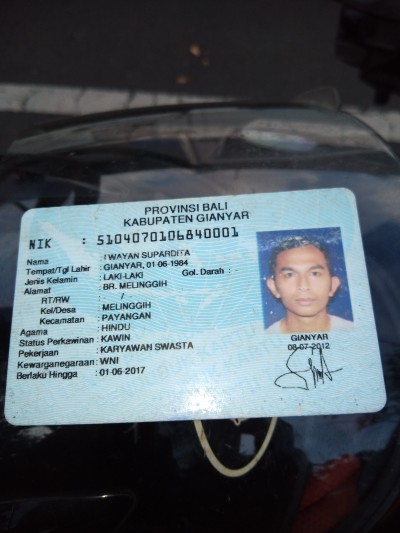 PROVINSI BALI
KABUPATEN GIANYAR
NIK : 5104070106840001
Nama : I WAYAN SUPARDITA
Tempat/Tgl Lahir : GIANYAR, 01-06-1984
Jenis Kelamin : LAKI-LAKI Gol. Darah : -
Alamat : BR. MELINGGIH
RT/RW : /
Kel/Desa : MELINGGIH
Kecamatan : PAYANGAN
Agama : HINDU
Status Perkawinan : KAWIN
Pekerjaan : KARYAWAN SWASTA
Kewarganegaraan : WNI
Berlaku Hingga : 01-06-2017
GIANYAR
08-07-2012